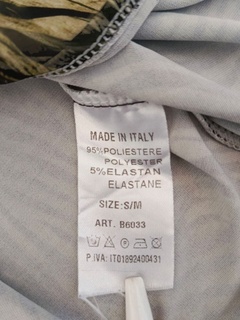 MADE IN ITALY
95%POLIESTERE
POLYESTER
5%ELASTAN
ELASTANE
SIZE:S/M
ART. B6033
P.IVA:IT01892400431